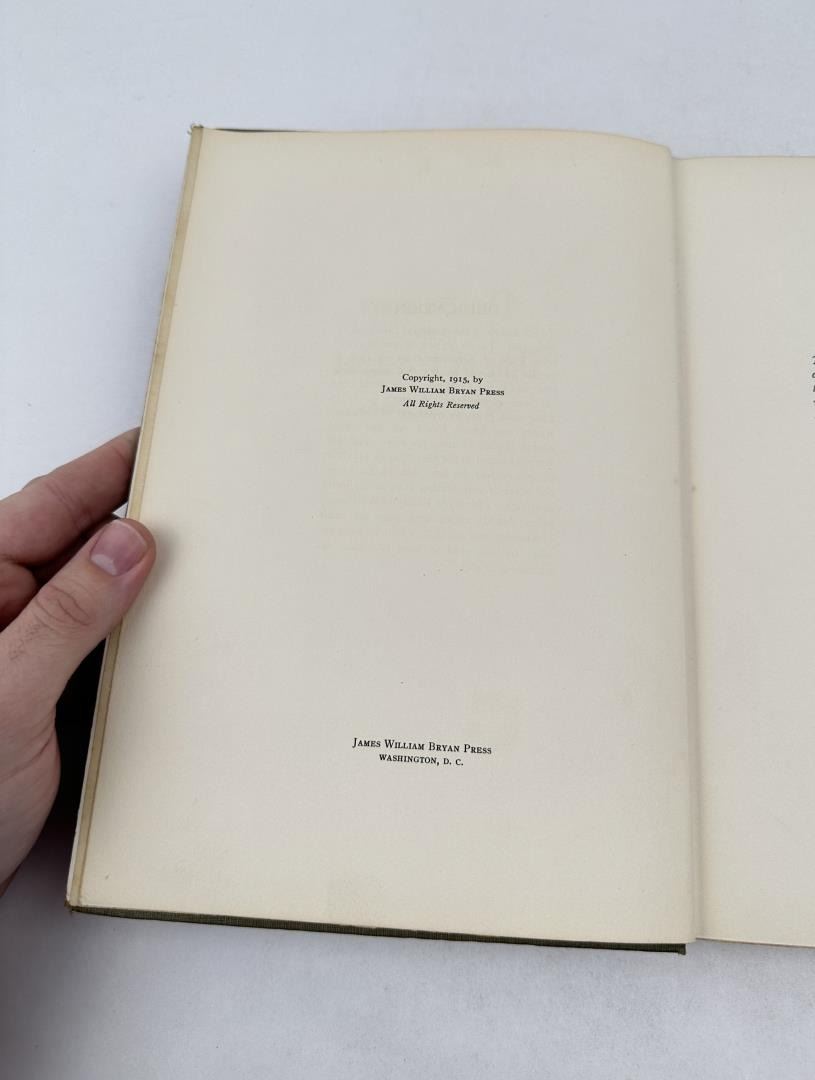 Copyright, 1915, by
James William Bryan Press
All Rights Reserved
James William Bryan Press
WASHINGTON, D. C.